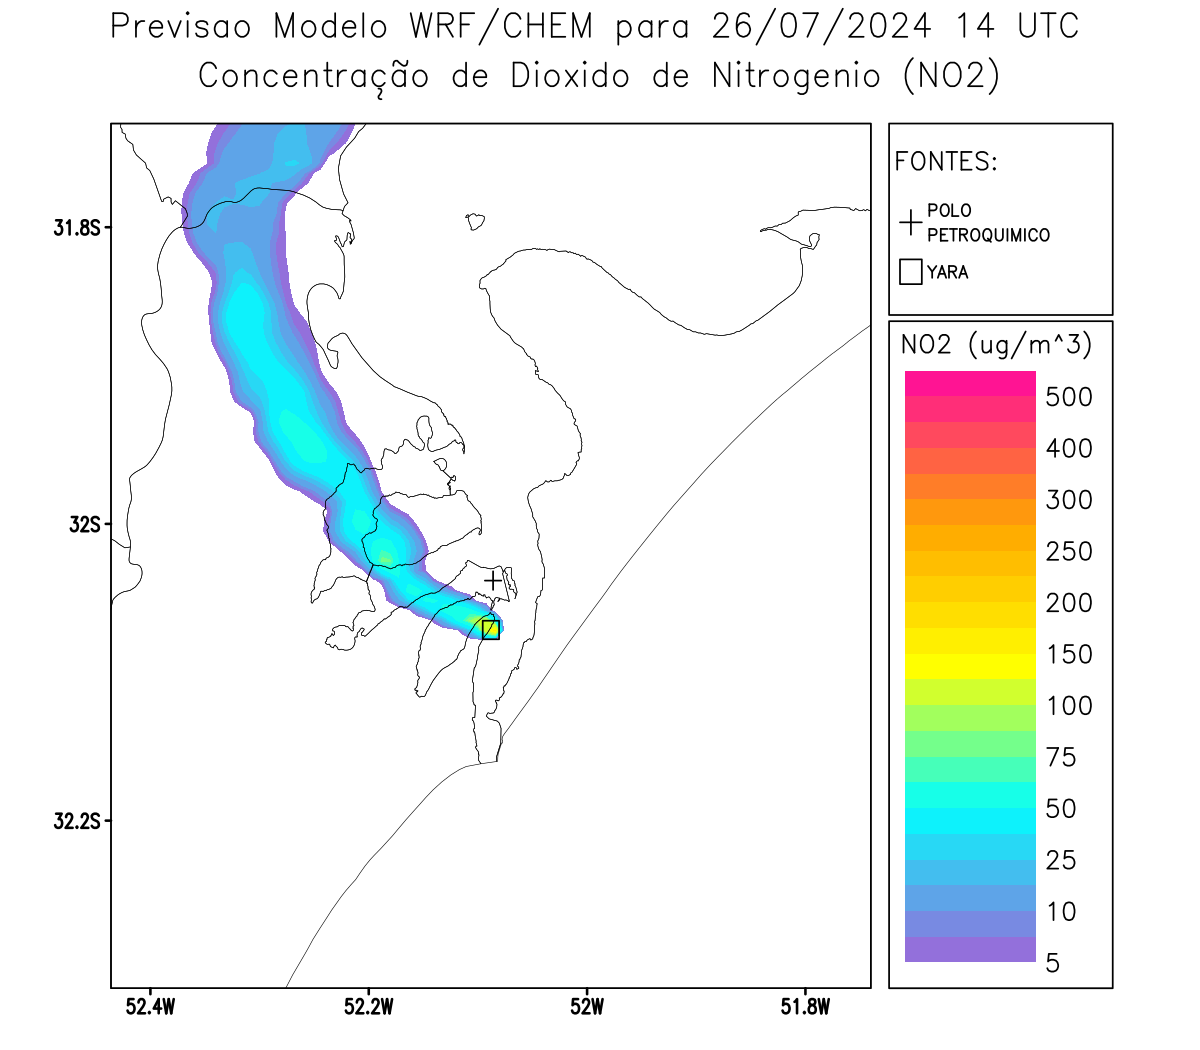 Previsao Modelo WRF/CHEM para 26/07/2024 14 UTC
Concentração de Dioxido de Nitrogenio (NO2)
FONTES:
POLO
PETROQUIMICO
YARA
NO2 (ug/m^3)
500
400
300
250
200
150
100
75
50
25
10
5
31.8S
32S
32.2S
52.4W
52.2W
52W
51.8W